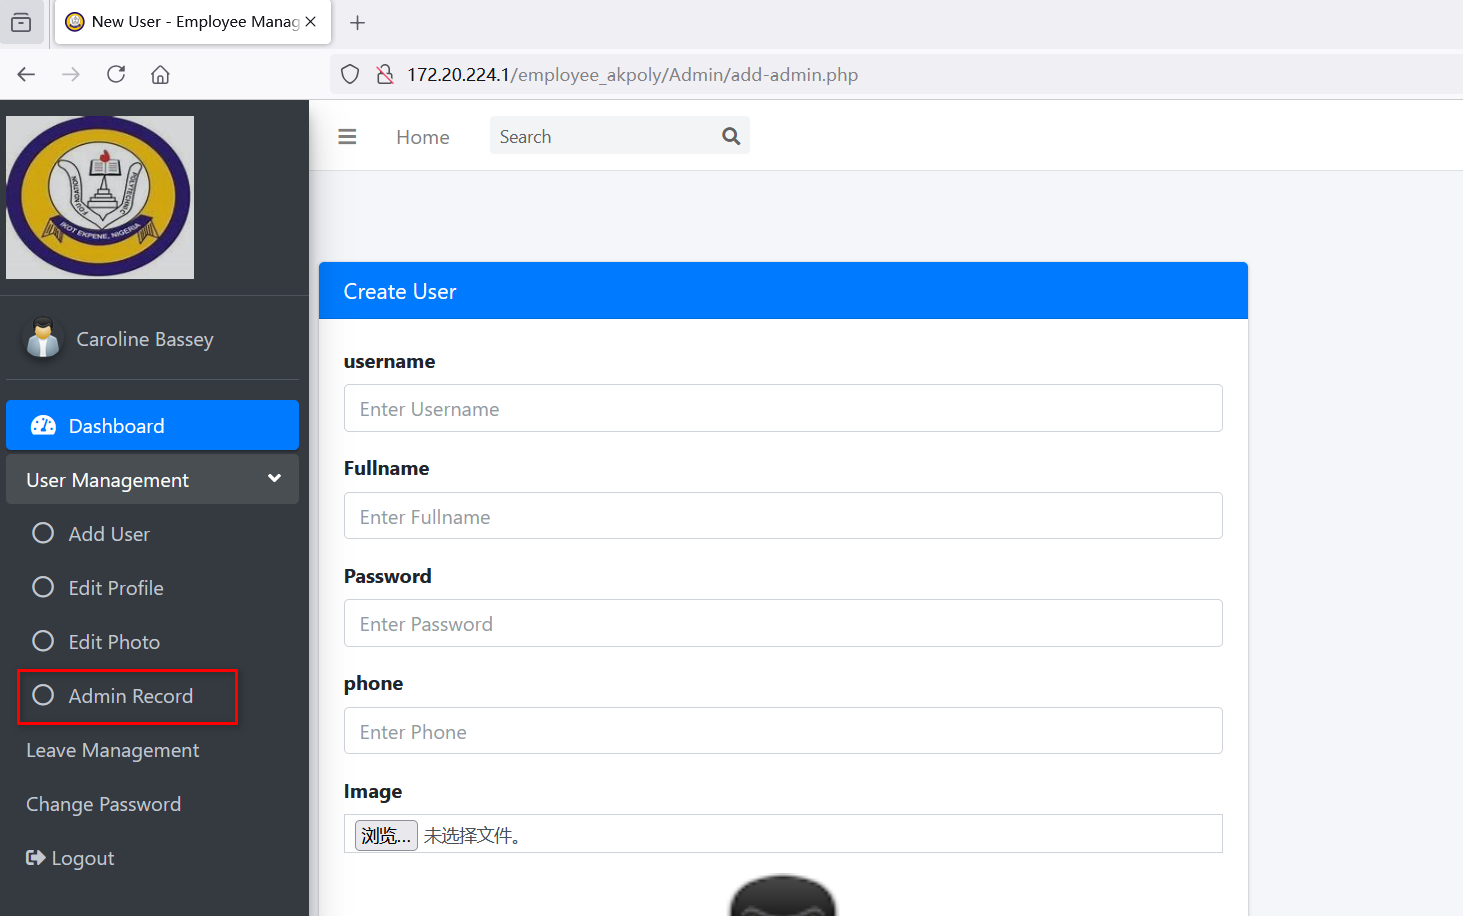 New User - Employee Manag
172.20.224.1/employee_akpoly/Admin/add-admin.php
FOUNDATION POLYTECHNIC
IKOT EKPENE, NIGERIA
Home
Search
Caroline Bassey
Dashboard
User Management
Add User
Edit Profile
Edit Photo
Admin Record
Leave Management
Change Password
Logout
Create User
username
Enter Username
Fullname
Enter Fullname
Password
Enter Password
phone
Enter Phone
Image
浏览... 未选择文件。